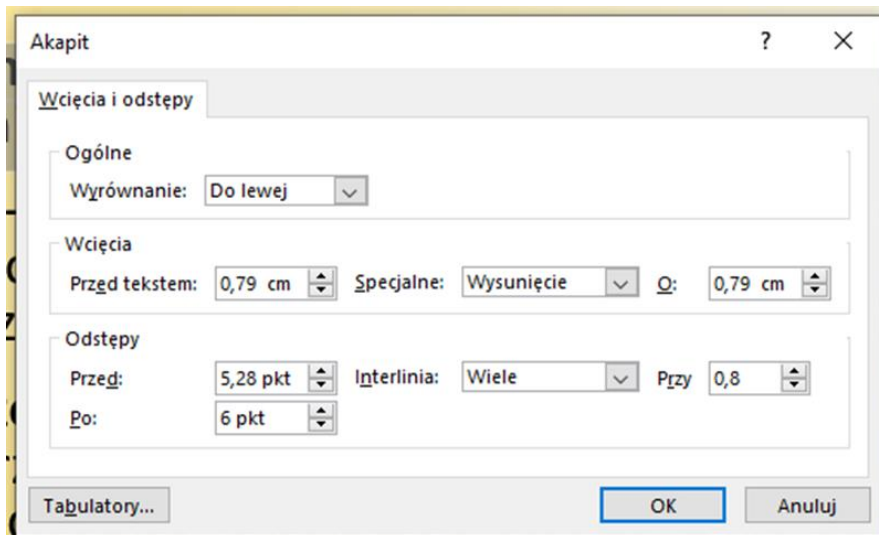 Akapit ?
Wcięcia i odstępy
Ogólne
Wyrównanie: Do lewej
Wcięcia
Przed tekstem: 0,79 cm Specjalne: Wysunięcie O: 0,79 cm
Odstępy
Przed: 5,28 pkt Interlinia: Wiele Przy 0,8
Po: 6 pkt
Tabulatory... OK Anuluj